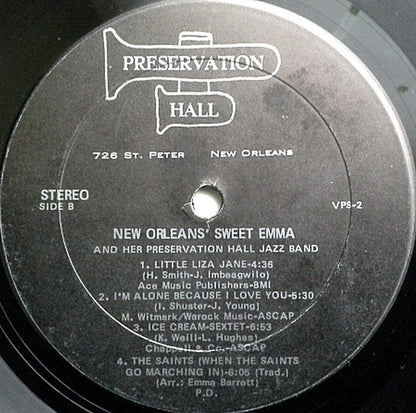 PRESERVATION
HALL
726 ST. PETER NEW ORLEANS
STEREO
SIDE B
VPS-2
NEW ORLEANS' SWEET EMMA
AND HER PRESERVATION HALL JAZZ BAND
1. LITTLE LIZA JANE-4:36
(H. Smith-J. Imbeagwilo)
Ace Music Publishers-BMI
2. I'M ALONE BECAUSE I LOVE YOU-5:30
(I. Shuster-J. Young)
M. Witmark/Warock Music-ASCAP
3. ICE CREAM-SEXTET-6:53
(K. Weill-L. Hughes)
Chappell & Co.-ASCAP
4. THE SAINTS (WHEN THE SAINTS
GO MARCHING IN)-6:05 (Trad.)
(Arr.: Emma Barrett)
P.D.